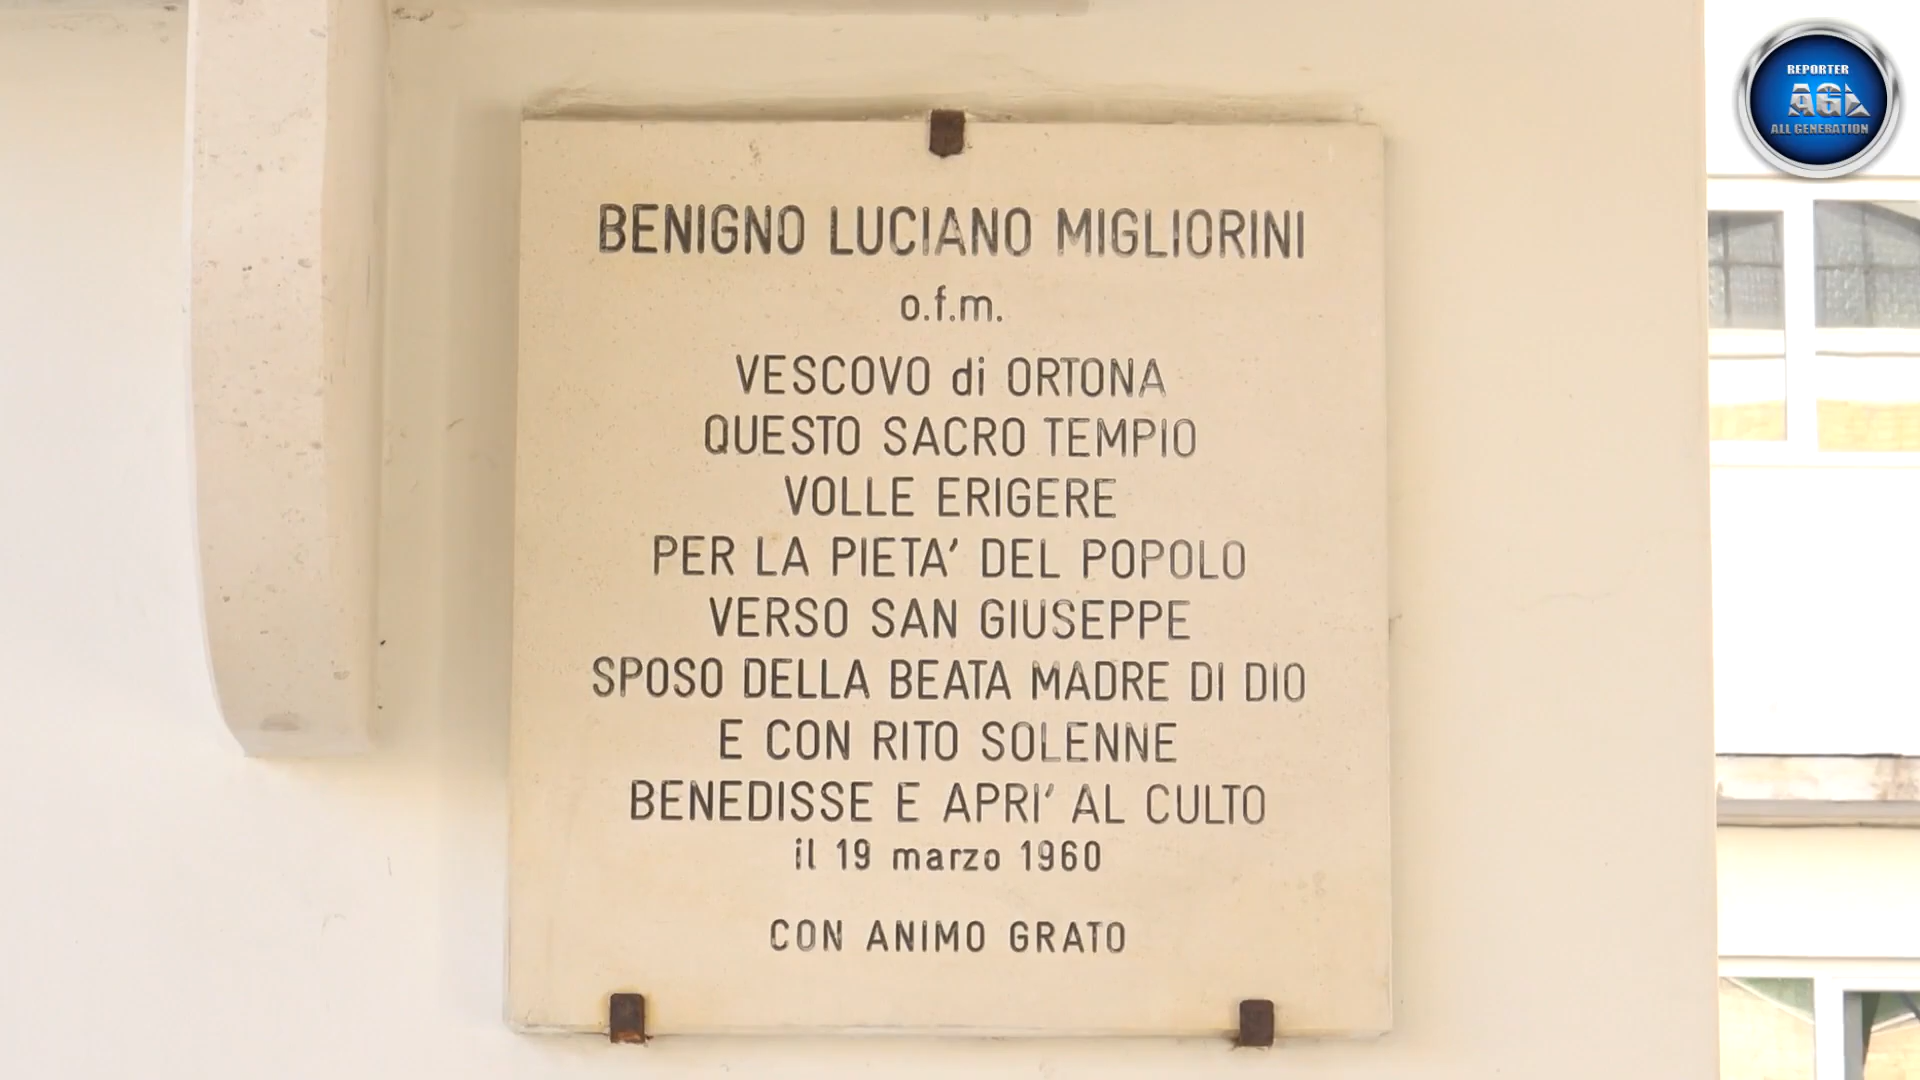 REPORTER
AGA
ALL GENERATION
BENIGNO LUCIANO MIGLIORINI
o.f.m.
VESCOVO di ORTONA
QUESTO SACRO TEMPIO
VOLLE ERIGERE
PER LA PIETA' DEL POPOLO
VERSO SAN GIUSEPPE
SPOSO DELLA BEATA MADRE DI DIO
E CON RITO SOLENNE
BENEDISSE E APRI' AL CULTO
il 19 marzo 1960
CON ANIMO GRATO